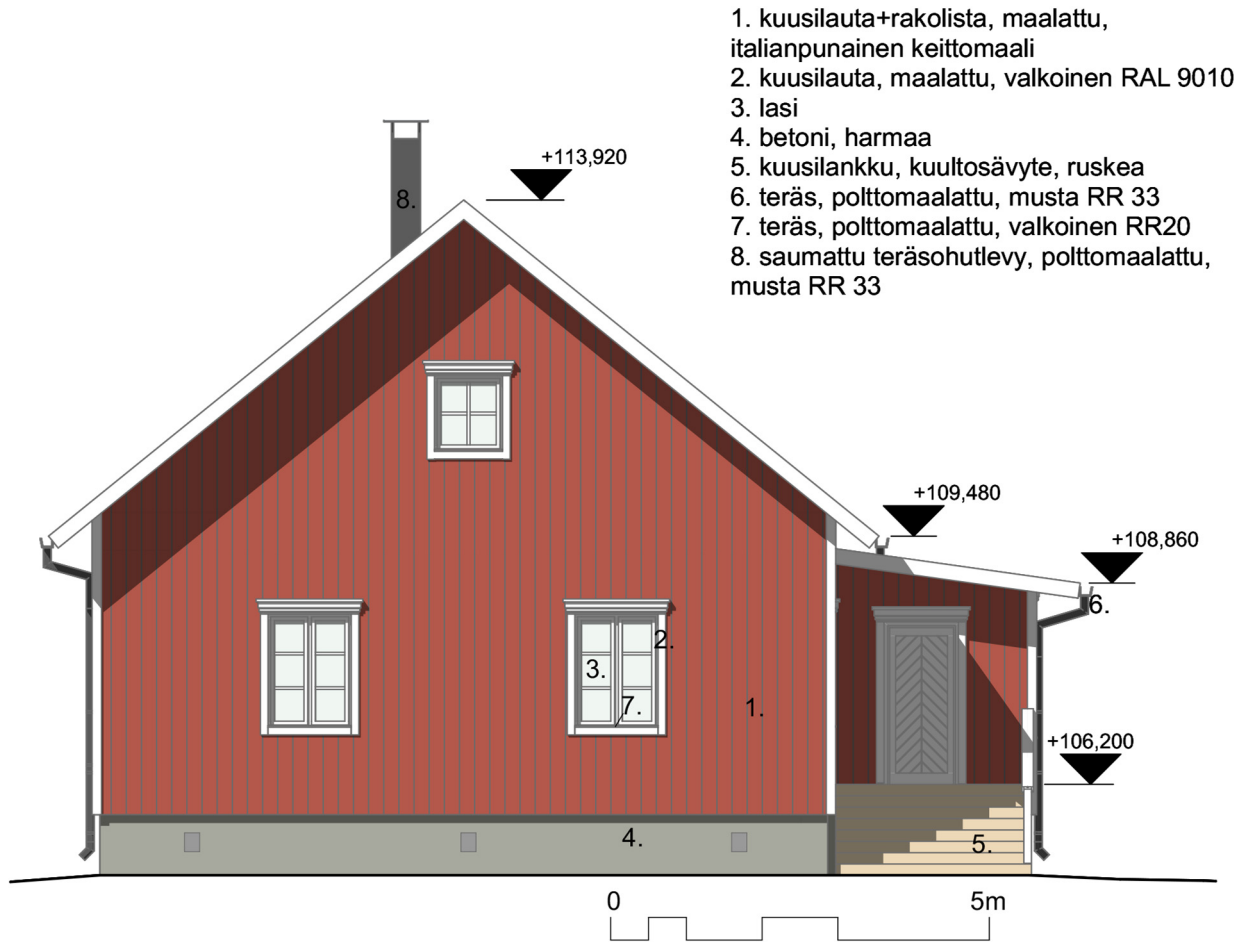 1. kuusilauta+rakolista, maalattu,
italianpunainen keittomaali
2. kuusilauta, maalattu, valkoinen RAL 9010
3. lasi
4. betoni, harmaa
5. kuusilankku, kuultosävyte, ruskea
6. teräs, polttomaalattu, musta RR 33
7. teräs, polttomaalattu, valkoinen RR20
8. saumattu teräsohutlevy, polttomaalattu,
musta RR 33
+113,920
8.
+109,480
+108,860
6.
2.
3.
7.
1.
+106,200
4.
5.
0
5m